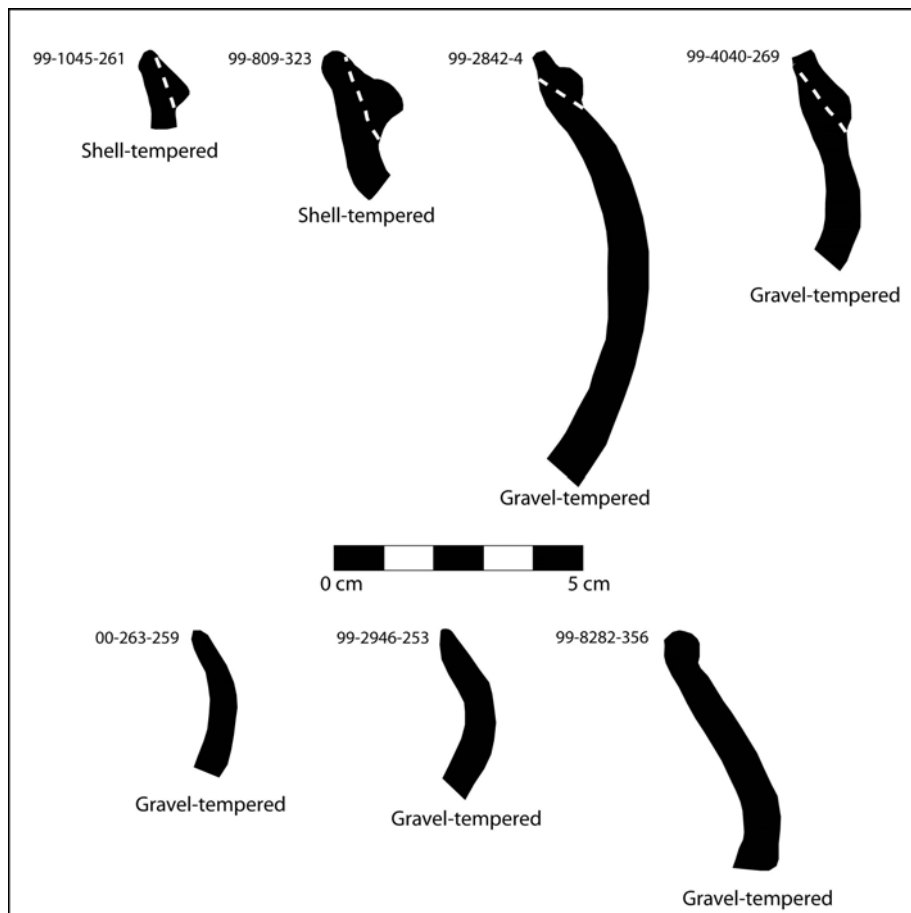 99-1045-261
99-809-323
99-2842-4
99-4040-269
Shell-tempered
Shell-tempered
Gravel-tempered
Gravel-tempered
0 cm
5 cm
00-263-259
99-2946-253
99-8282-356
Gravel-tempered
Gravel-tempered
Gravel-tempered